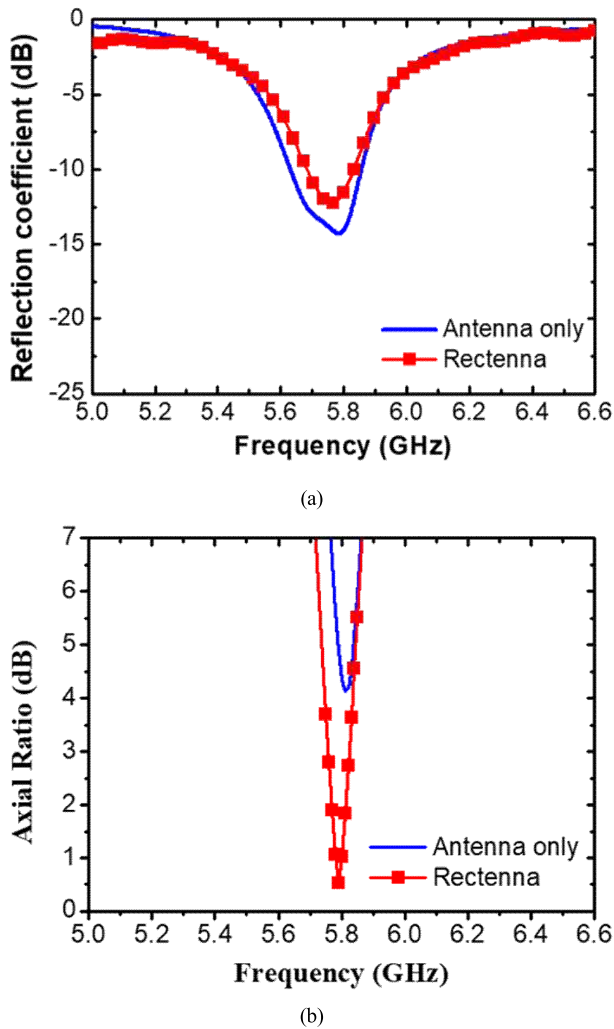 0
-5
-10
-15
-20
-25
Reflection coefficient (dB)
Antenna only
Rectenna
5.0 5.2 5.4 5.6 5.8 6.0 6.2 6.4 6.6
Frequency (GHz)
(a)
7
6
5
4
3
2
1
0
Axial Ratio (dB)
Antenna only
Rectenna
5.0 5.2 5.4 5.6 5.8 6.0 6.2 6.4 6.6
Frequency (GHz)
(b)